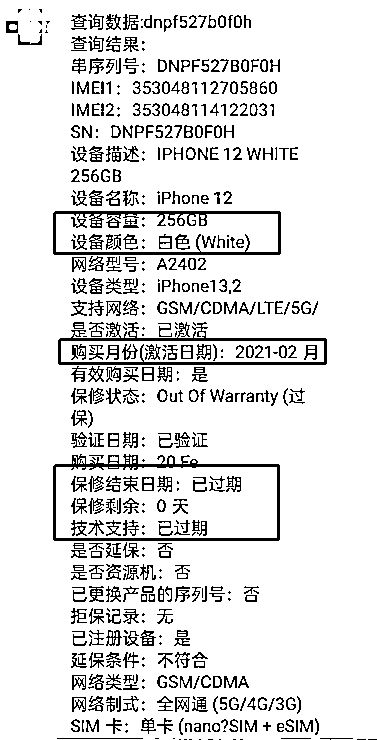 查询数据:dnpf527b0f0h
查询结果：
串序列号：DNPF527B0F0H
IMEI1：353048112705860
IMEI2：353048114122031
SN：DNPF527B0F0H
设备描述：IPHONE 12 WHITE
256GB
设备名称：iPhone 12
设备容量：256GB
设备颜色：白色 (White)
网络型号：A2402
设备类型：iPhone13,2
支持网络：GSM/CDMA/LTE/5G/
是否激活：已激活
购买月份(激活日期)：2021-02 月
有效购买日期：是
保修状态：Out Of Warranty (过
保)
验证日期：已验证
购买日期：20 Fe
保修结束日期：已过期
保修剩余：0 天
技术支持：已过期
是否延保：否
是否资源机：否
已更换产品的序列号：否
拒保记录：无
已注册设备：是
延保条件：不符合
网络类型：GSM/CDMA
网络制式：全网通 (5G/4G/3G)
SIM 卡：单卡 (nano?SIM + eSIM)